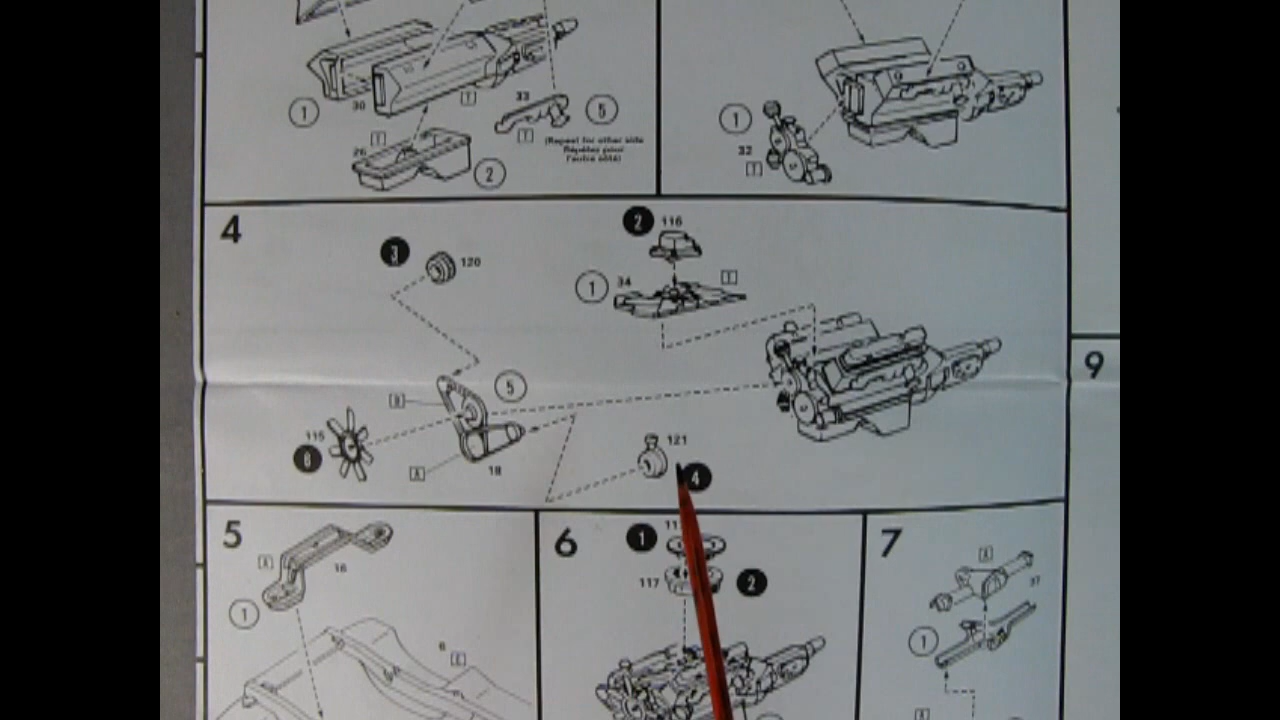 1
30
T
33
5
T
(Repeat for other side
Répétez pour
l'autre côté)
T
26
2
1
32
T
4
3
120
2
116
1
34
T
B
5
115
6
A
18
121
4
9
5
A
16
1
6
E
6
1
11
117
2
7
A
37
1
A